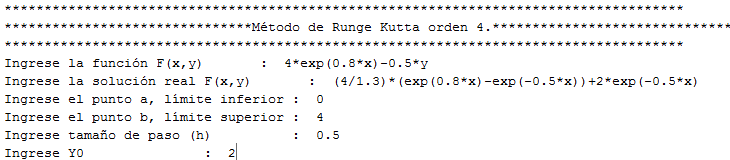 *************************************************************************************
*******************************Método de Runge Kutta orden 4.******************************
*************************************************************************************
Ingrese la función F(x,y)       :  4*exp(0.8*x)-0.5*y
Ingrese la solución real F(x,y)       :  (4/1.3)*(exp(0.8*x)-exp(-0.5*x))+2*exp(-0.5*x)
Ingrese el punto a, límite inferior :  0
Ingrese el punto b, límite superior :  4
Ingrese tamaño de paso (h)          :  0.5
Ingrese Y0               :  2